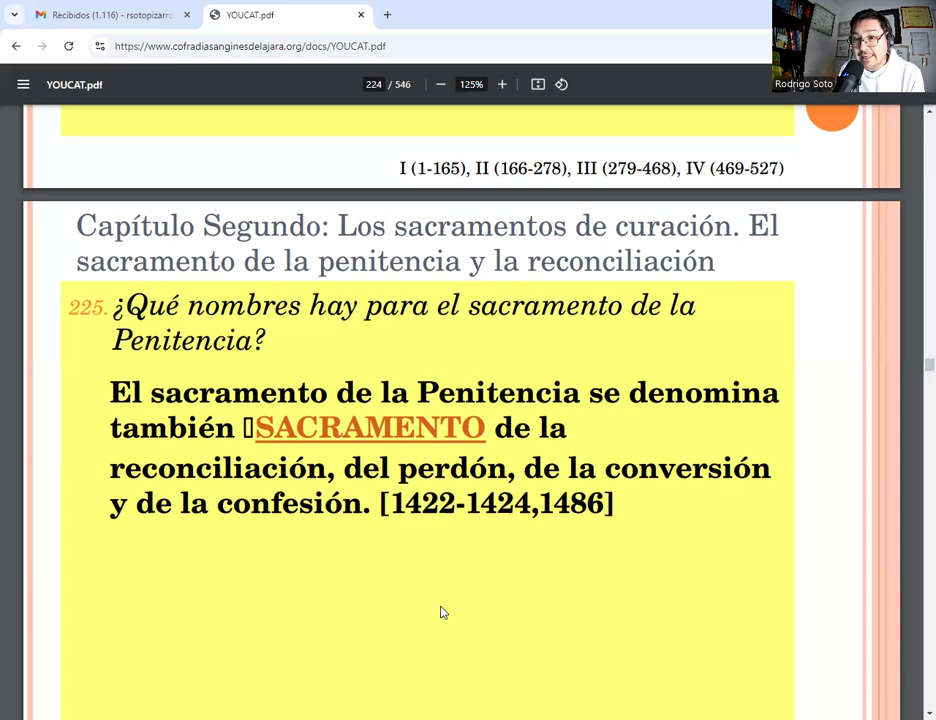 Recibidos (1.116) - rsotopizarro
YOUCAT.pdf
https://www.cofradiasanginesdelajara.org/docs/YOUCAT.pdf
YOUCAT.pdf
224 / 546
125%
Rodrigo Soto
I (1-165), II (166-278), III (279-468), IV (469-527)
Capítulo Segundo: Los sacramentos de curación. El
sacramento de la penitencia y la reconciliación
225. ¿Qué nombres hay para el sacramento de la
Penitencia?
El sacramento de la Penitencia se denomina
también SACRAMENTO de la
reconciliación, del perdón, de la conversión
y de la confesión. [1422-1424,1486]